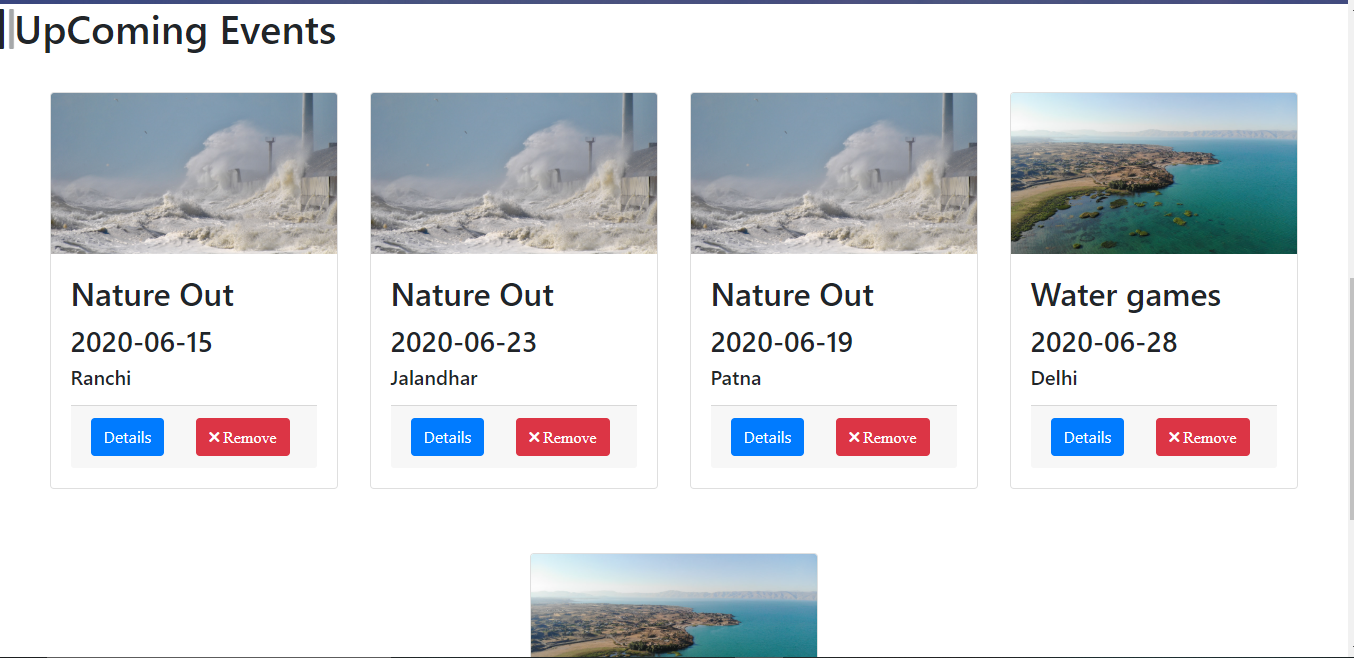 UpComing Events
Nature Out
2020-06-15
Ranchi
Details
✕ Remove
Nature Out
2020-06-23
Jalandhar
Details
✕ Remove
Nature Out
2020-06-19
Patna
Details
✕ Remove
Water games
2020-06-28
Delhi
Details
✕ Remove